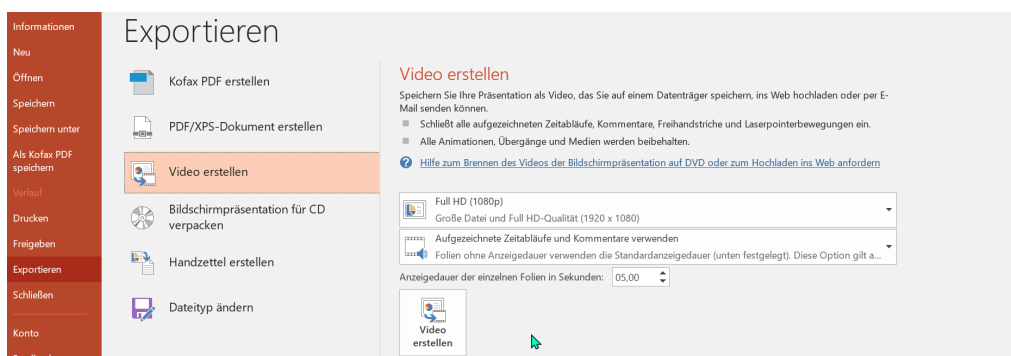 Informationen
Neu
Öffnen
Speichern
Speichern unter
Als Kofax PDF
speichern
Verlauf
Drucken
Freigeben
Exportieren
Schließen
Konto
Exportieren
Kofax PDF erstellen
PDF/XPS-Dokument erstellen
Video erstellen
Bildschirmpräsentation für CD
verpacken
Handzettel erstellen
Dateityp ändern
Video erstellen
Speichern Sie Ihre Präsentation als Video, das Sie auf einem Datenträger speichern, ins Web hochladen oder per E-
Mail senden können.
Schließt alle aufgezeichneten Zeitabläufe, Kommentare, Freihandstriche und Laserpointerbewegungen ein.
Alle Animationen, Übergänge und Medien werden beibehalten.
Hilfe zum Brennen des Videos der Bildschirmpräsentation auf DVD oder zum Hochladen ins Web anfordern
Full HD (1080p)
Große Datei und Full HD-Qualität (1920 x 1080)
Aufgezeichnete Zeitabläufe und Kommentare verwenden
Folien ohne Anzeigedauer verwenden die Standardanzeigedauer (unten festgelegt). Diese Option gilt a...
Anzeigedauer der einzelnen Folien in Sekunden: 05,00
Video
erstellen